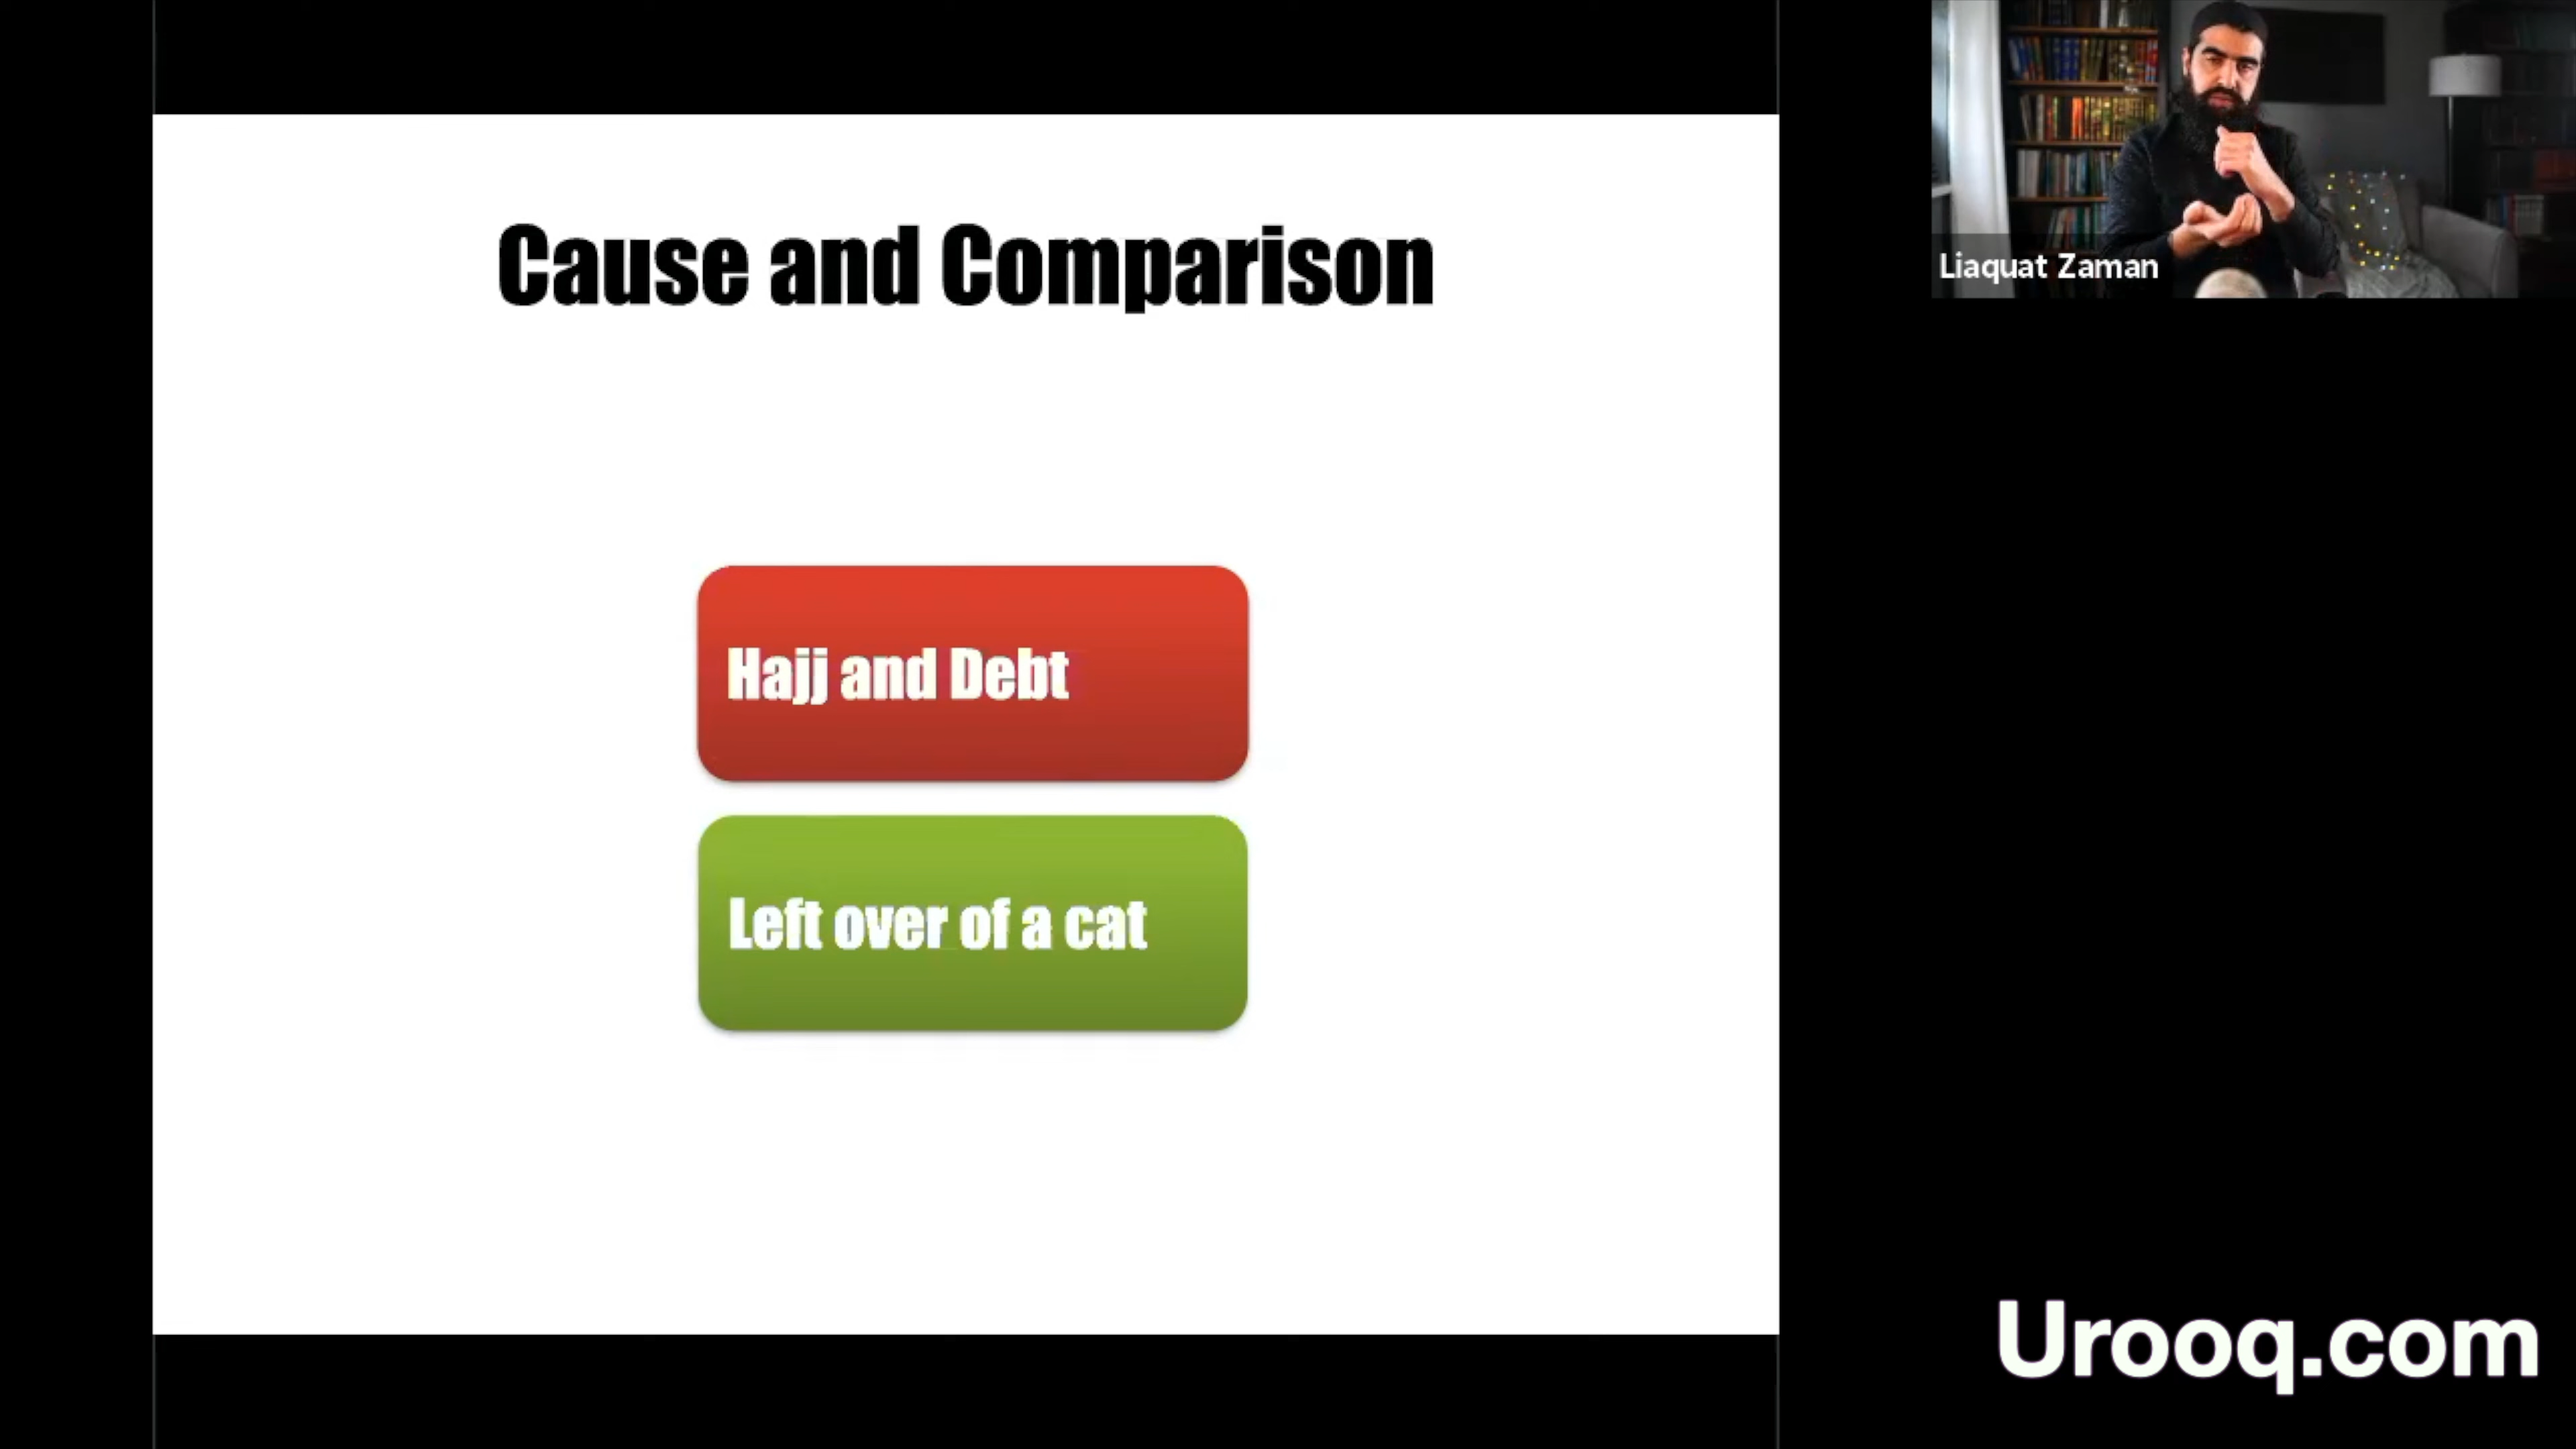 Cause and Comparison
Hajj and Debt
Left over of a cat
Liaquat Zaman
Urooq.com